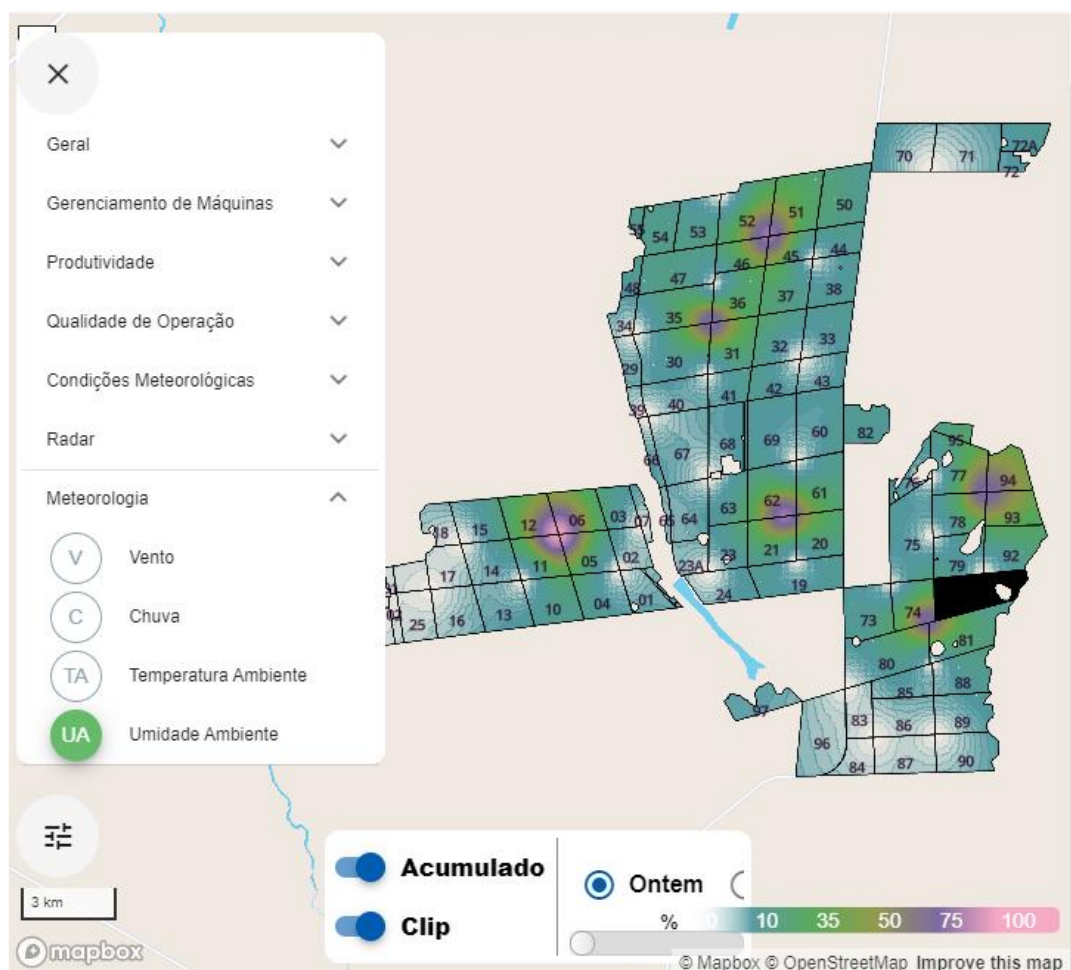 Geral
Gerenciamento de Máquinas
Produtividade
Qualidade de Operação
Condições Meteorológicas
Radar
Meteorologia
V Vento
C Chuva
TA Temperatura Ambiente
UA Umidade Ambiente
70 71 72A
72
52 51 50
55 54 53
46 45 44
48 47
36 37 38
34 35
31 32 33
29 30
41 42 43
39 40
68 69 60 82
66 67
95
77 94
76
62 61
63
65 64
78 93
75
79 92
12 06 03 07
18 15
11 05 02
17 14
23 21 20
23A
24 19
25 16 13 10 04 01
02
73 74
81
80
85 88
97
83 86 89
96
84 87 90
3 km
mapbox
Acumulado
Clip
Ontem
% 0 10 35 50 75 100
© Mapbox © OpenStreetMap Improve this map